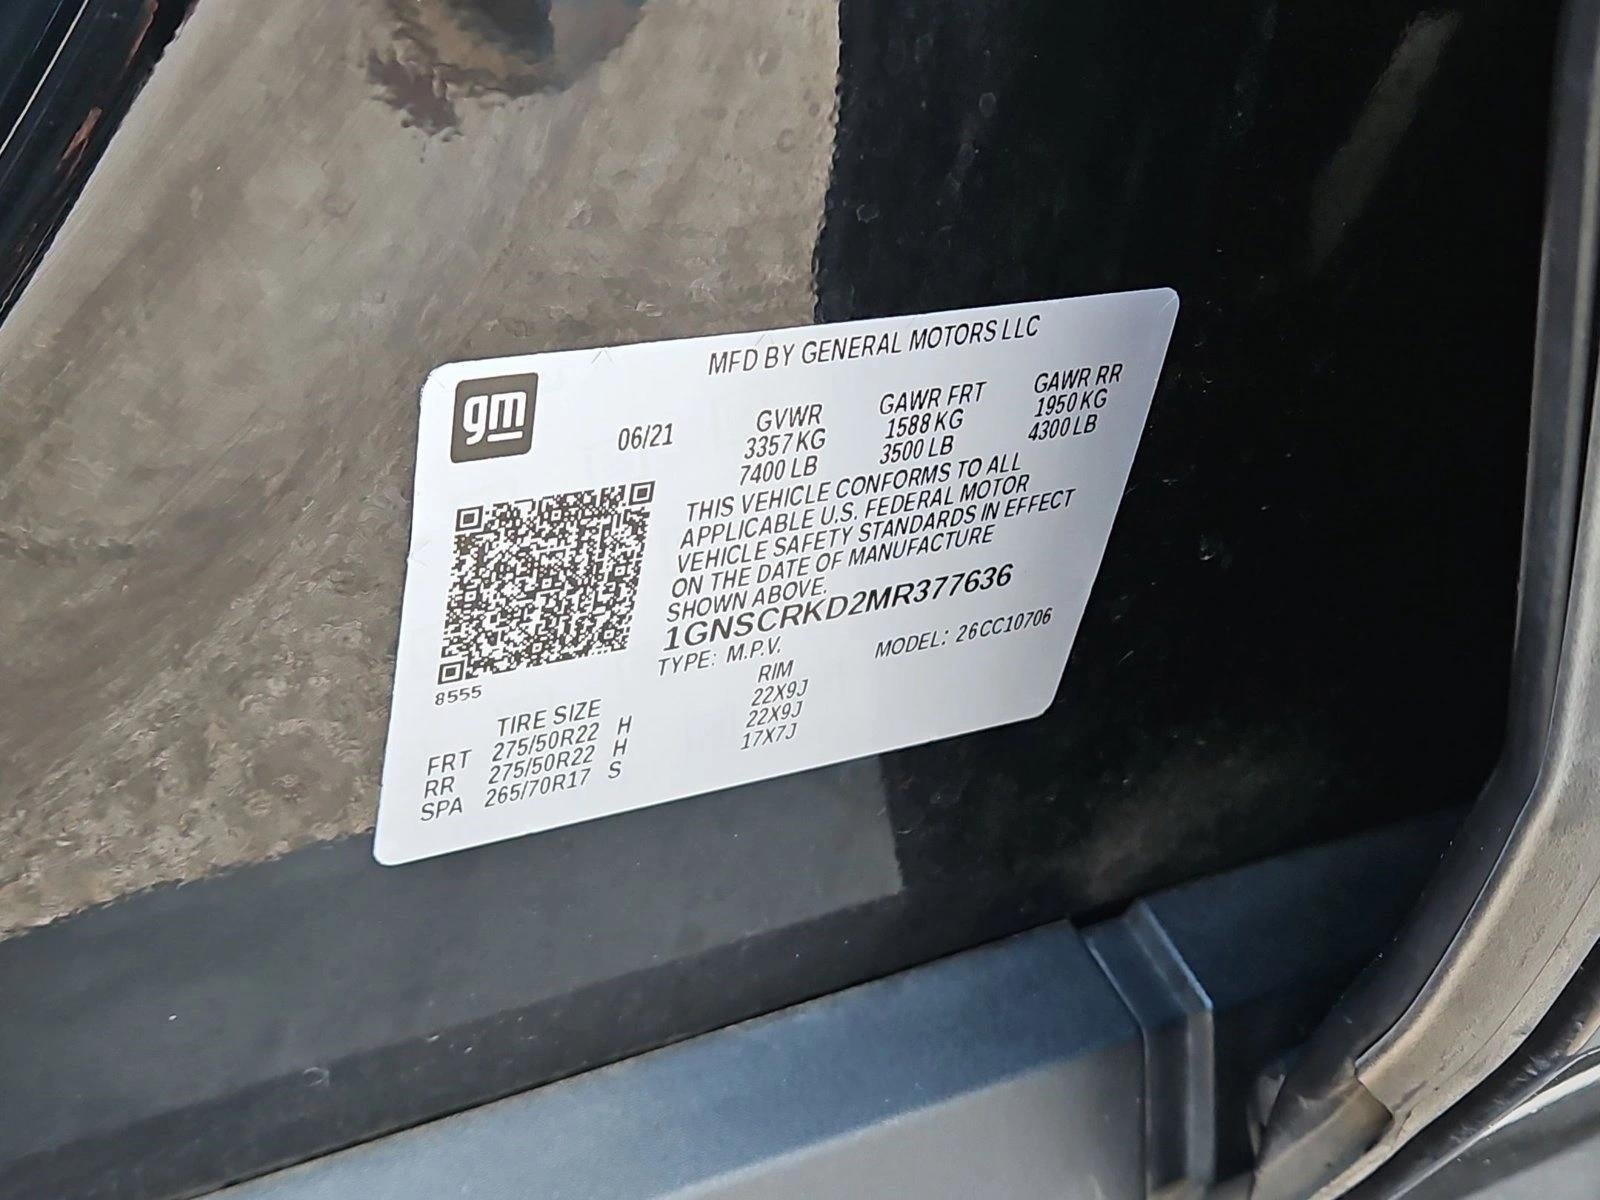 MFD BY GENERAL MOTORS LLC
gm
06/21
GVWR GAWR FRT GAWR RR
3357 KG 1588 KG 1950 KG
7400 LB 3500 LB 4300 LB
THIS VEHICLE CONFORMS TO ALL
APPLICABLE U.S. FEDERAL MOTOR
VEHICLE SAFETY STANDARDS IN EFFECT
ON THE DATE OF MANUFACTURE
SHOWN ABOVE.
1GNSCRKD2MR377636
TYPE: M.P.V. MODEL: 26CC10706
8555
TIRE SIZE RIM
FRT 275/50R22 H 22X9J
RR 275/50R22 H 22X9J
SPA 265/70R17 S 17X7J